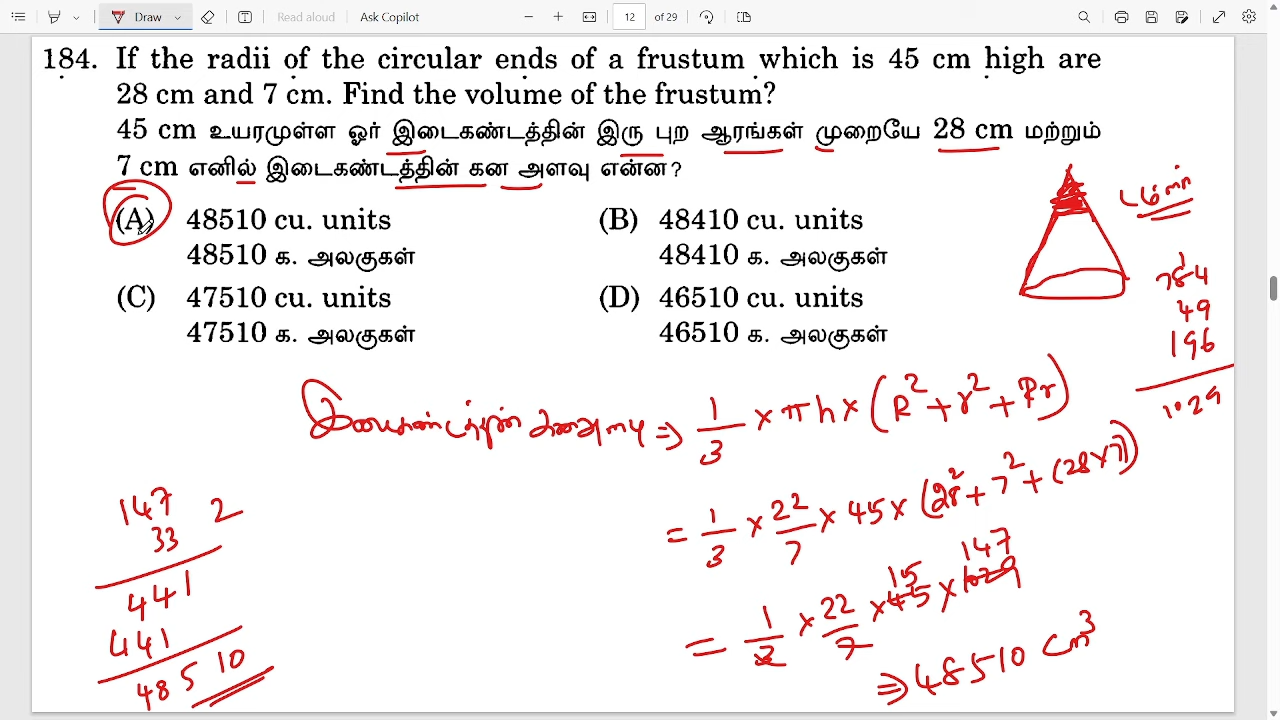 Draw
Read aloud
Ask Copilot
12 of 29
184. If the radii of the circular ends of a frustum which is 45 cm high are
28 cm and 7 cm. Find the volume of the frustum?
45 cm உயரமுள்ள ஓர் இடைகண்டத்தின் இரு புற ஆரங்கள் முறையே 28 cm மற்றும்
7 cm எனில் இடைகண்டத்தின் கன அளவு என்ன?
(A) 48510 cu. units
48510 க. அலகுகள்
(B) 48410 cu. units
48410 க. அலகுகள்
(C) 47510 cu. units
47510 க. அலகுகள்
(D) 46510 cu. units
46510 க. அலகுகள்
1
784
49
196
1029
⇒ 1/3 × πh × (R² + r² + Rr)
= 1/3 × 22/7 × 45 × (28² + 7² + (28×7))
= 1/3 × 22/7 × 45 × 1029
15 147
⇒ 48510 cm³
147 2
33
441
441
48510